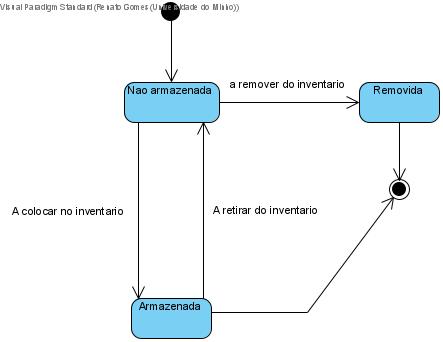 Visual Paradigm Standard (Renato Gomes (Universidade do Minho))
Nao armazenada
a remover do inventario
Removida
A colocar no inventario
A retirar do inventario
Armazenada